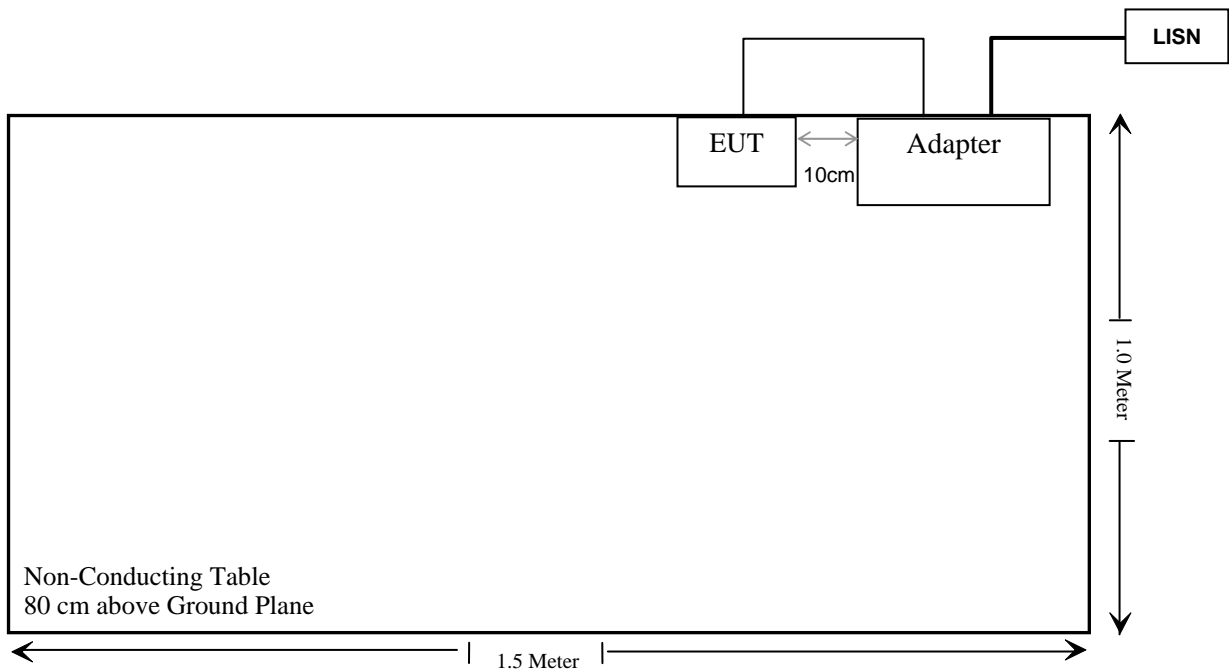 LISN
EUT
Adapter
10cm
1.0 Meter
Non-Conducting Table
80 cm above Ground Plane
1.5 Meter